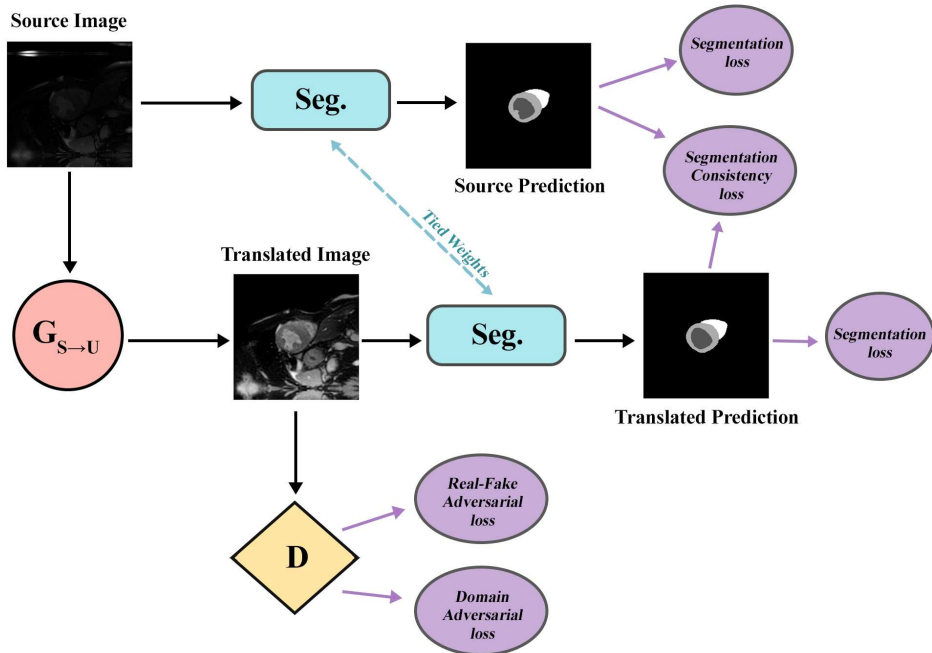 Source Image
Seg.
Source Prediction
Segmentation
loss
Segmentation
Consistency
loss
Tied Weights
Translated Image
G S→U
Seg.
Translated Prediction
Segmentation
loss
D
Real-Fake
Adversarial
loss
Domain
Adversarial
loss